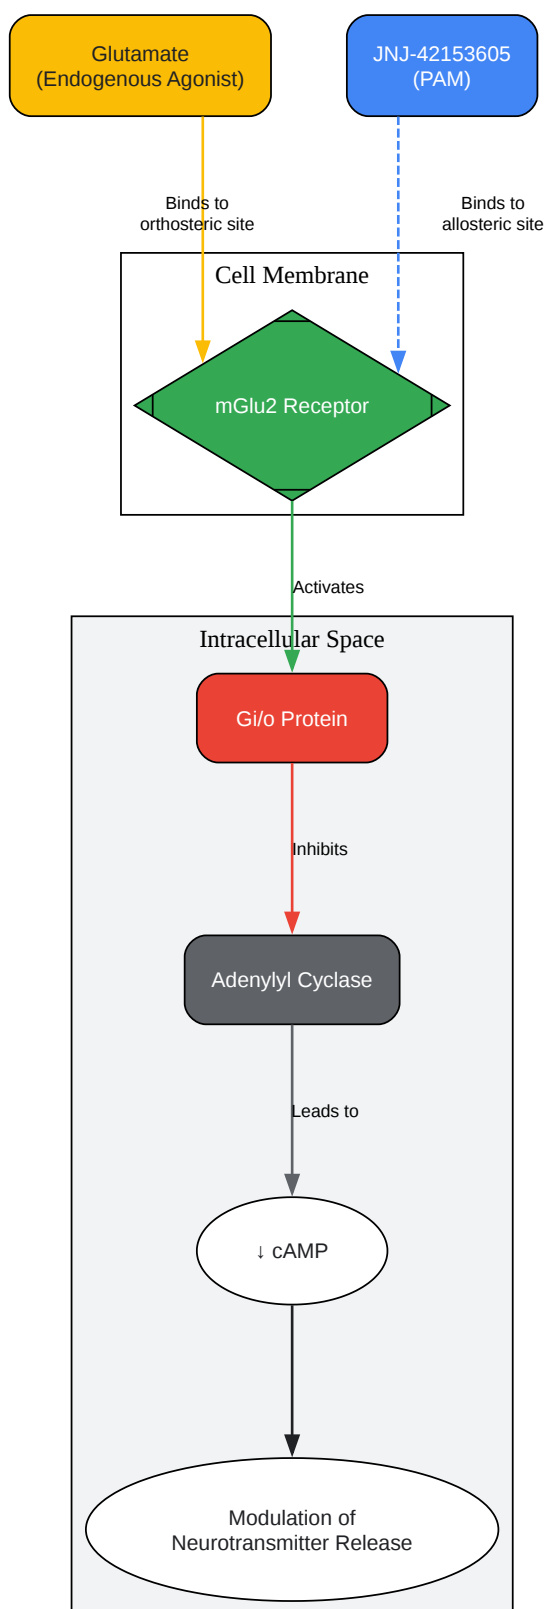 Glutamate
(Endogenous Agonist)
JNJ-42153605
(PAM)
Binds to
orthosteric site
Binds to
allosteric site
Cell Membrane
mGlu2 Receptor
Activates
Intracellular Space
Gi/o Protein
Inhibits
Adenylyl Cyclase
Leads to
↓ cAMP
Modulation of
Neurotransmitter Release